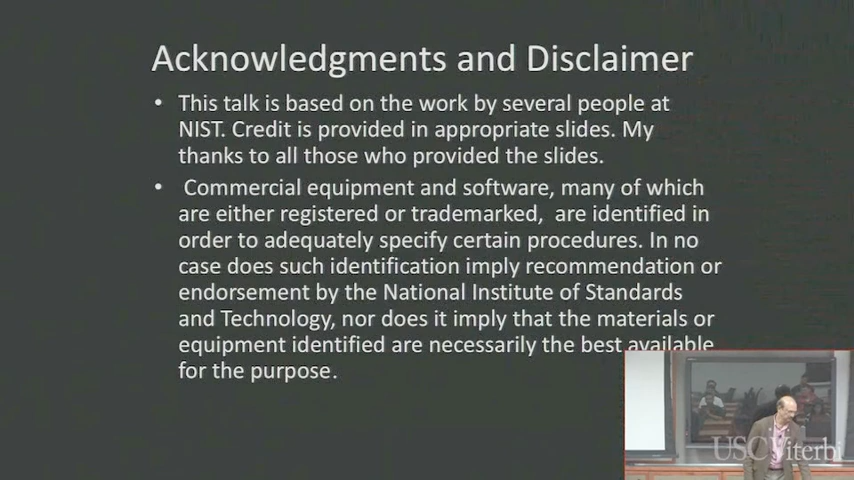 Acknowledgments and Disclaimer
• This talk is based on the work by several people at
NIST. Credit is provided in appropriate slides. My
thanks to all those who provided the slides.
• Commercial equipment and software, many of which
are either registered or trademarked, are identified in
order to adequately specify certain procedures. In no
case does such identification imply recommendation or
endorsement by the National Institute of Standards
and Technology, nor does it imply that the materials or
equipment identified are necessarily the best available
for the purpose.
USC Viterbi